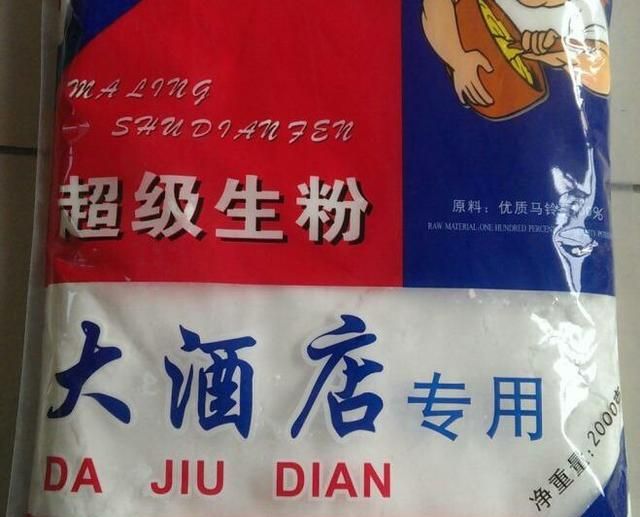 MALING
SHUDIANFEN
超级生粉
原料：优质马铃
RAW MATERIAL.ONE HUNDRED PERCENT
大酒店专用
DA JIU DIAN
净重量：2000